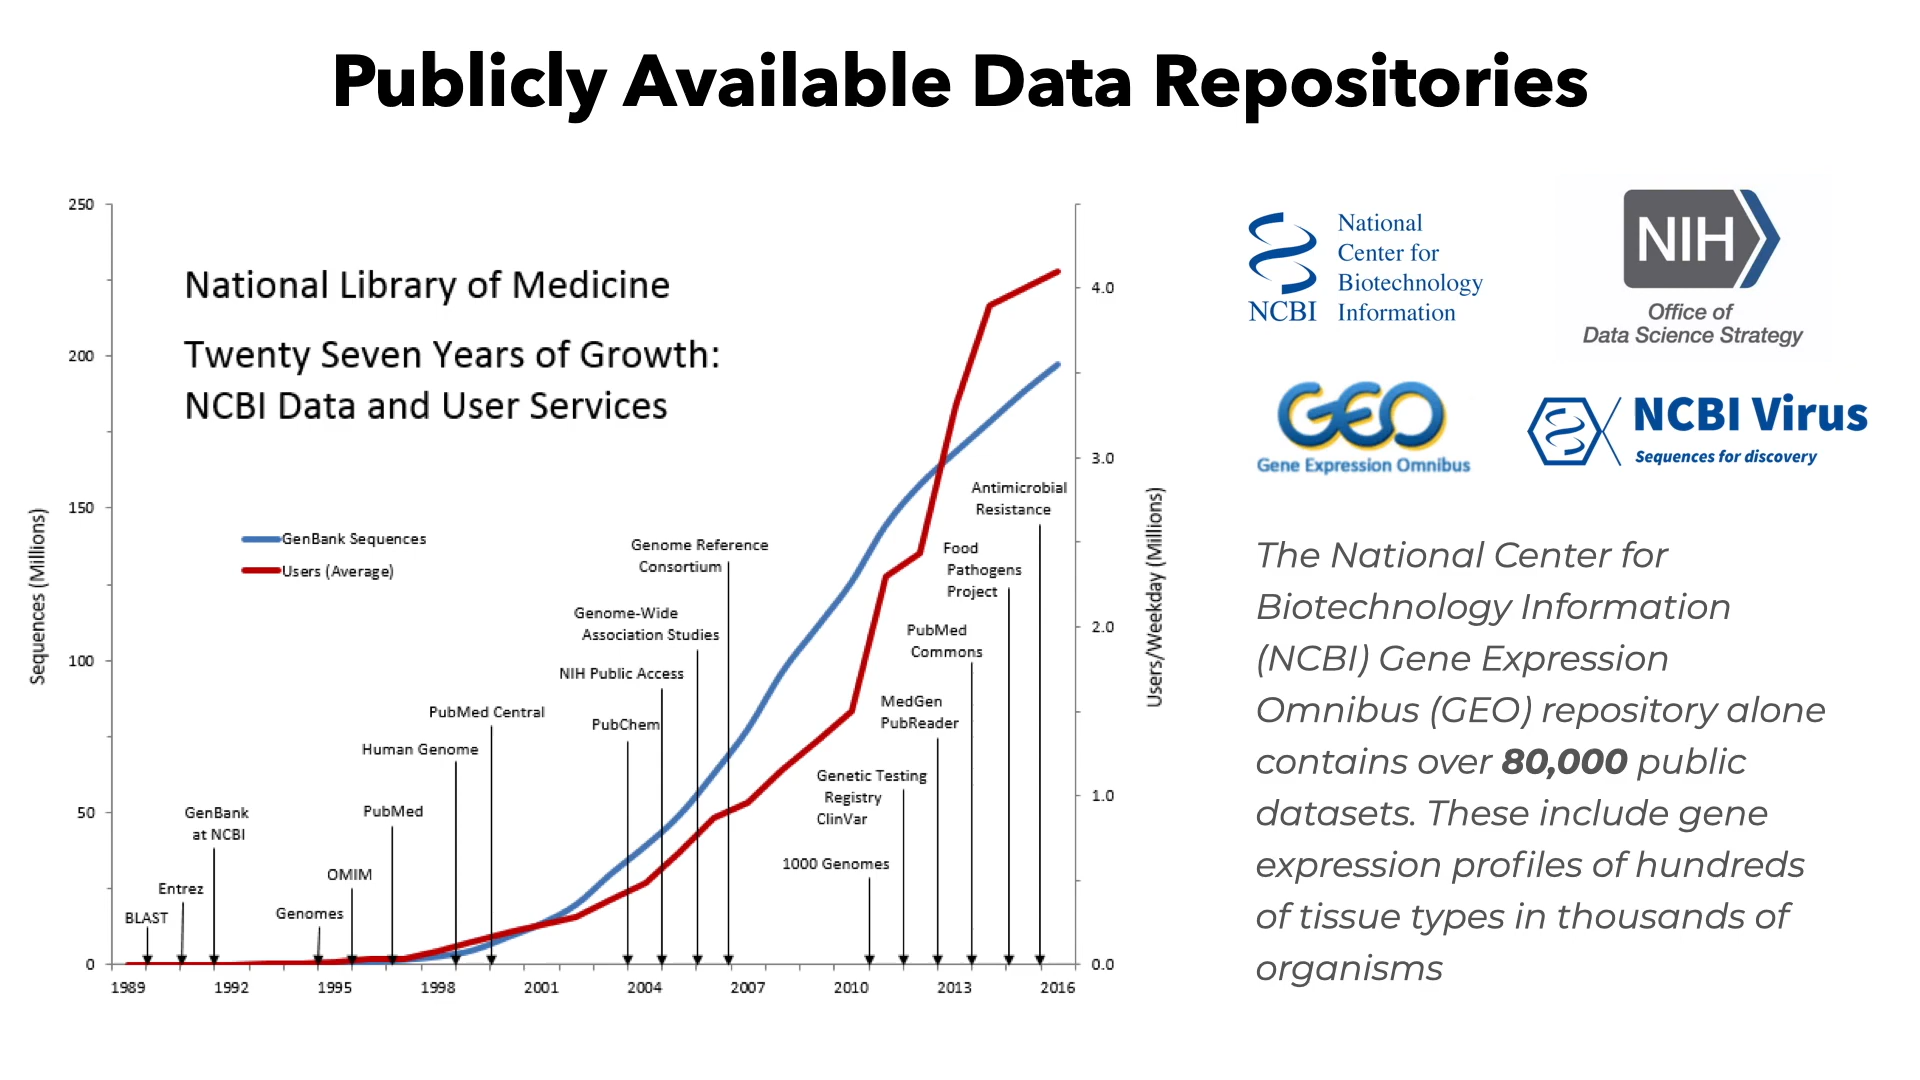 Publicly Available Data Repositories
National Library of Medicine
Twenty Seven Years of Growth:
NCBI Data and User Services
GenBank Sequences
Users (Average)
Sequences (Millions)
250
200
150
100
50
0
BLAST
Entrez
GenBank
at NCBI
Genomes
OMIM
PubMed
Human Genome
PubMed Central
PubChem
NIH Public Access
Genome-Wide
Association Studies
Genome Reference
Consortium
1000 Genomes
Genetic Testing
Registry
ClinVar
MedGen
PubReader
PubMed
Commons
Food
Pathogens
Project
Antimicrobial
Resistance
4.0
3.0
2.0
1.0
0.0
Users/Weekday (Millions)
1989 1992 1995 1998 2001 2004 2007 2010 2013 2016
NCBI
National
Center for
Biotechnology
Information
NIH
Office of
Data Science Strategy
GEO
Gene Expression Omnibus
NCBI Virus
Sequences for discovery
The National Center for
Biotechnology Information
(NCBI) Gene Expression
Omnibus (GEO) repository alone
contains over 80,000 public
datasets. These include gene
expression profiles of hundreds
of tissue types in thousands of
organisms